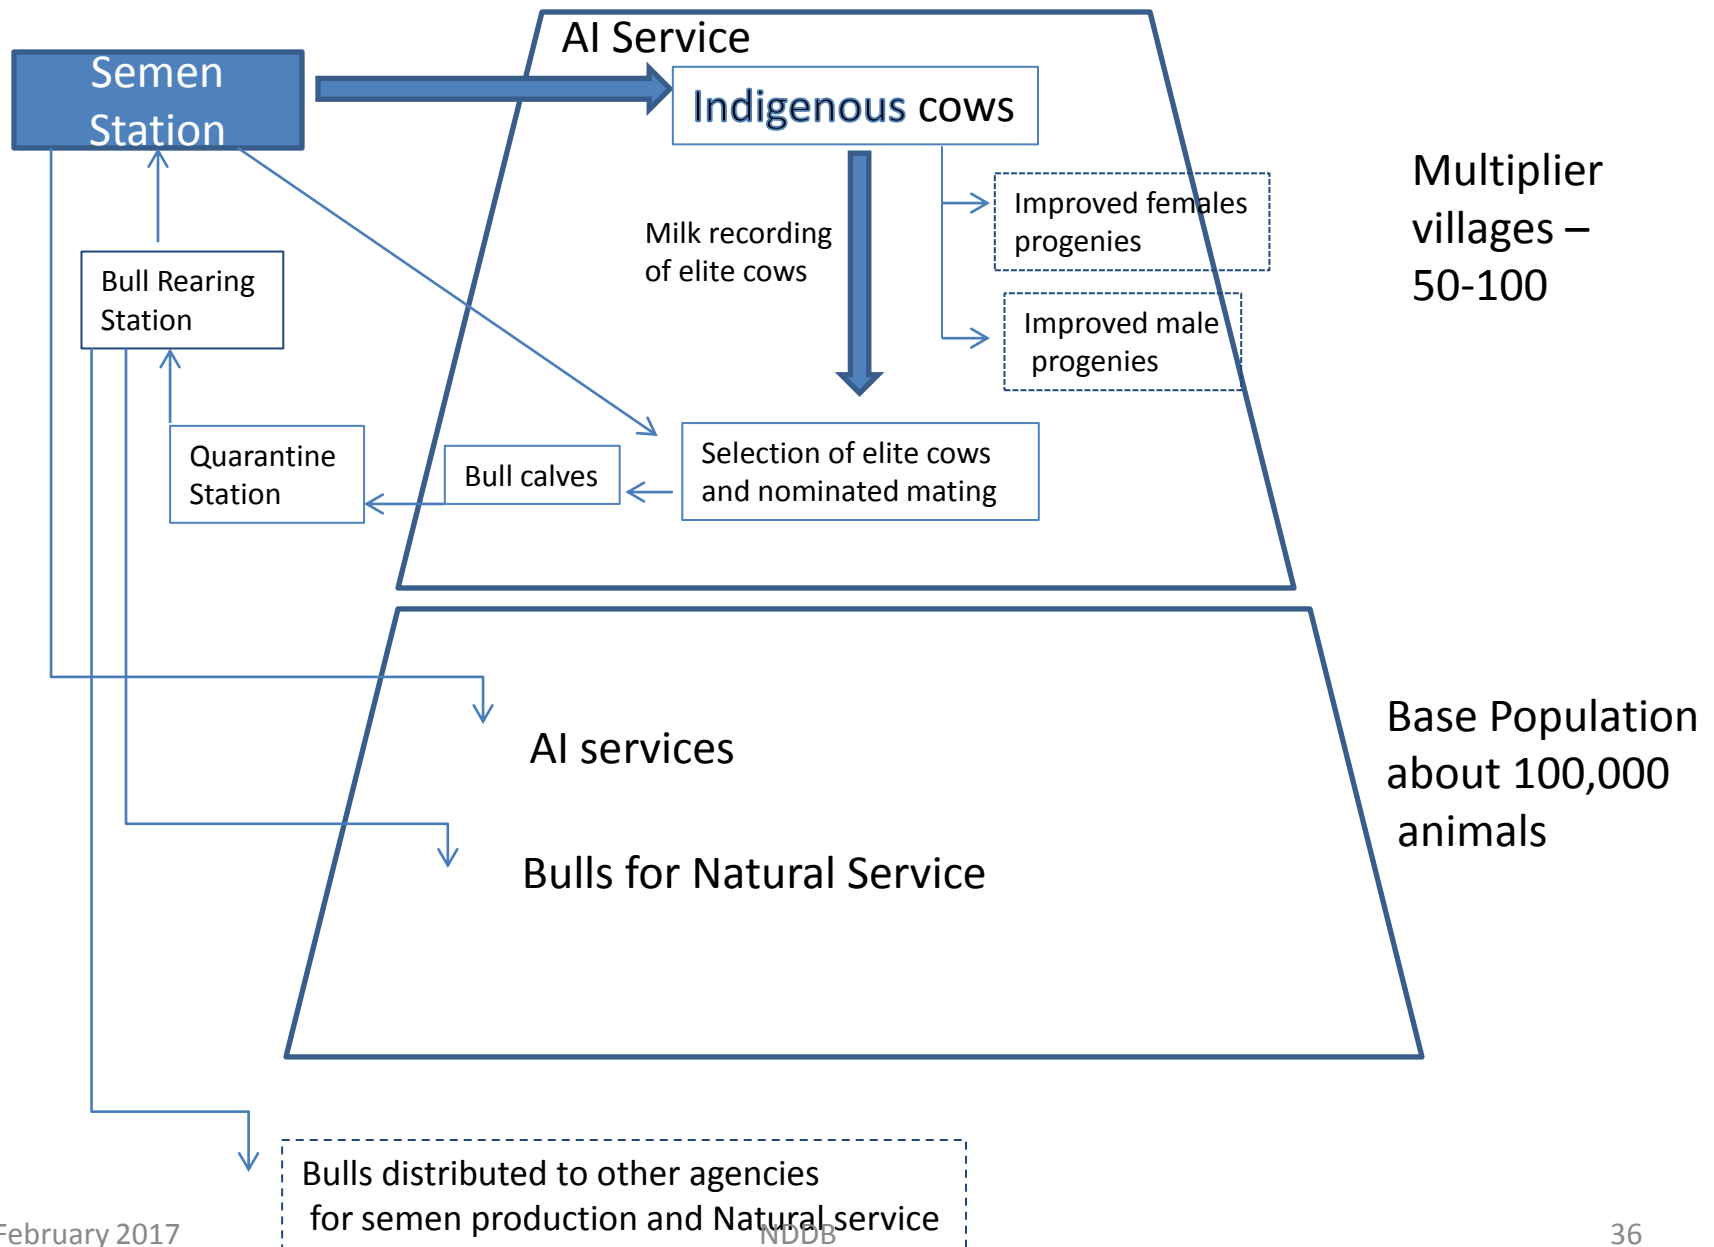 AI Service
Semen
Station
Indigenous cows
Multiplier
villages –
50-100
Improved females
progenies
Milk recording
of elite cows
Bull Rearing
Station
Improved male
progenies
Quarantine
Station
Bull calves
Selection of elite cows
and nominated mating
Base Population
about 100,000
animals
AI services
Bulls for Natural Service
Bulls distributed to other agencies
for semen production and Natural service
February 2017
NDDB
36